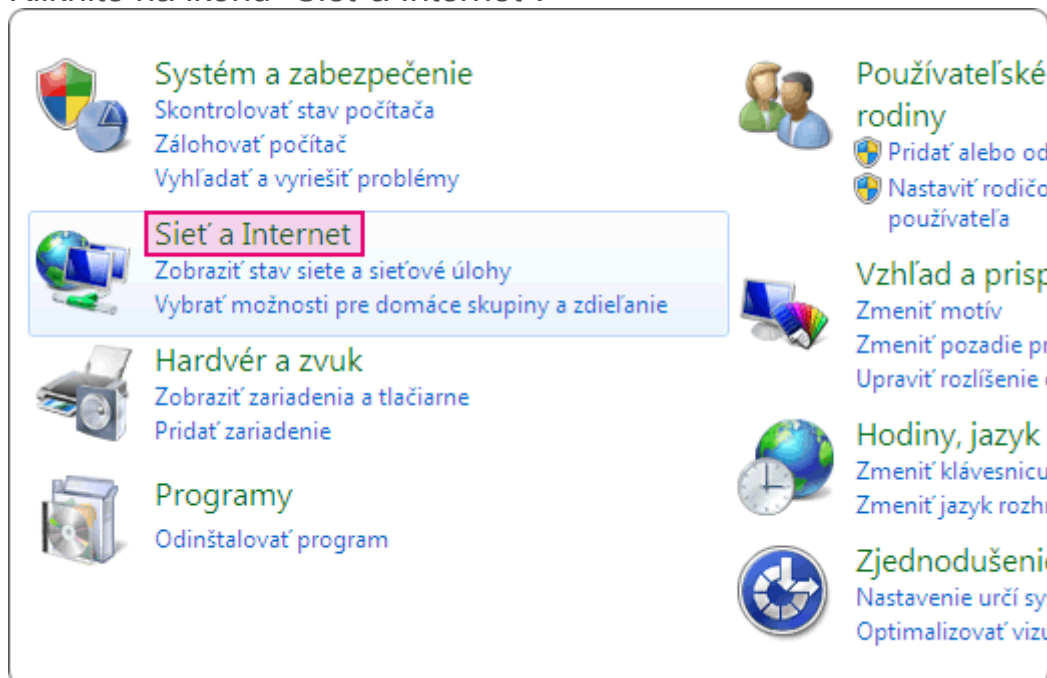 Systém a zabezpečenie
Skontrolovať stav počítača
Zálohovať počítač
Vyhľadať a vyriešiť problémy
Sieť a Internet
Zobraziť stav siete a sieťové úlohy
Vybrať možnosti pre domáce skupiny a zdieľanie
Hardvér a zvuk
Zobraziť zariadenia a tlačiarne
Pridať zariadenie
Programy
Odinštalovať program
Používateľské
rodiny
Pridať alebo od
Nastaviť rodičo
používateľa
Vzhľad a prisp
Zmeniť motív
Zmeniť pozadie pr
Upraviť rozlíšenie
Hodiny, jazyk
Zmeniť klávesnicu
Zmeniť jazyk rozhr
Zjednodušeni
Nastavenie určí sy
Optimalizovať vizu